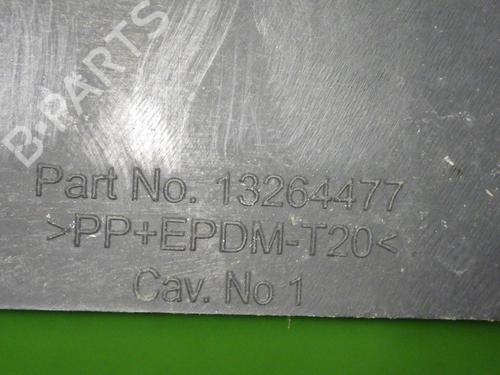 B-PARTS
Part No. 13264477
>PP+EPDM-T20<
Cav. No 1